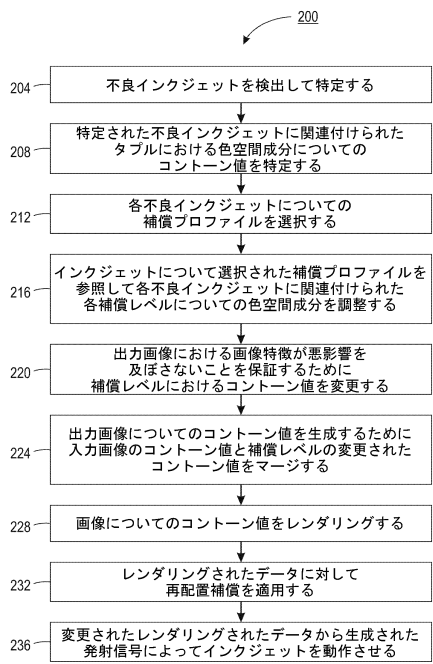 200
204
不良インクジェットを検出して特定する
208
特定された不良インクジェットに関連付けられた
タプルにおける色空間成分についての
コントーン値を特定する
212
各不良インクジェットについての
補償プロファイルを選択する
216
インクジェットについて選択された補償プロファイルを
参照して各不良インクジェットに関連付けられた
各補償レベルについての色空間成分を調整する
220
出力画像における画像特徴が悪影響を
及ぼさないことを保証するために
補償レベルにおけるコントーン値を変更する
224
出力画像についてのコントーン値を生成するために
入力画像のコントーン値と補償レベルの変更された
コントーン値をマージする
228
画像についてのコントーン値をレンダリングする
232
レンダリングされたデータに対して
再配置補償を適用する
236
変更されたレンダリングされたデータから生成された
発射信号によってインクジェットを動作させる